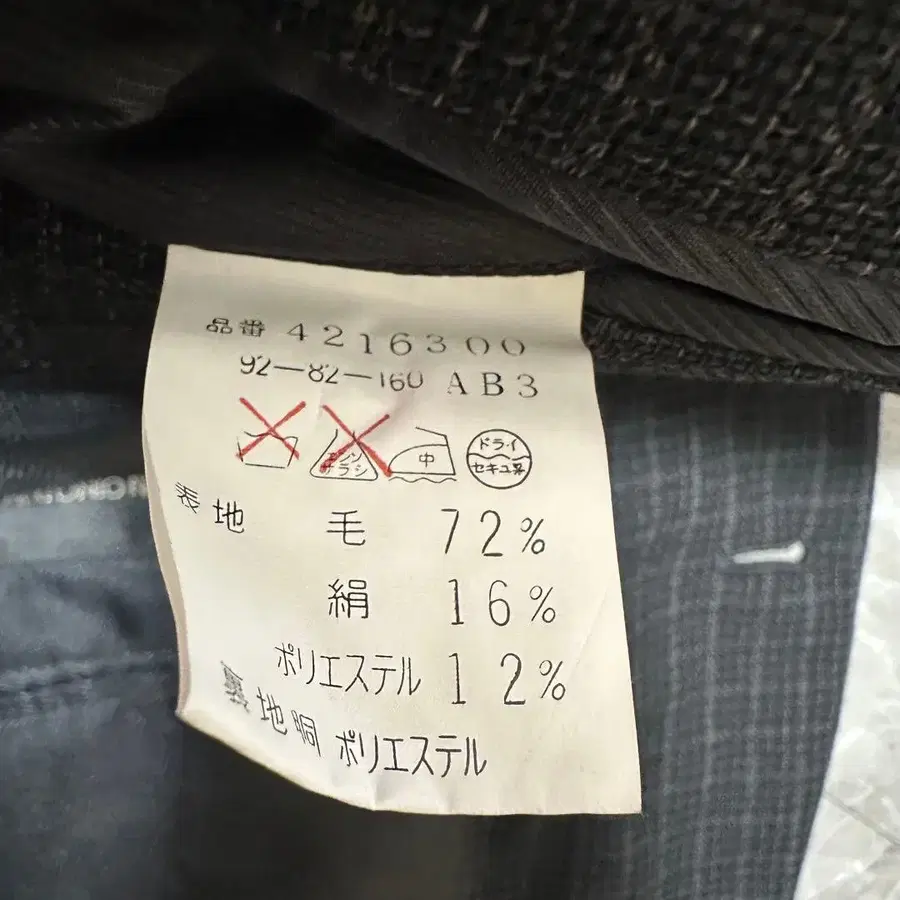 品番 4216300
92-82-160 AB3
エンソ サラシ
中
ドライ
セキユ系
表地 毛 72%
絹 16%
ポリエステル 12%
裏地胴 ポリエステル